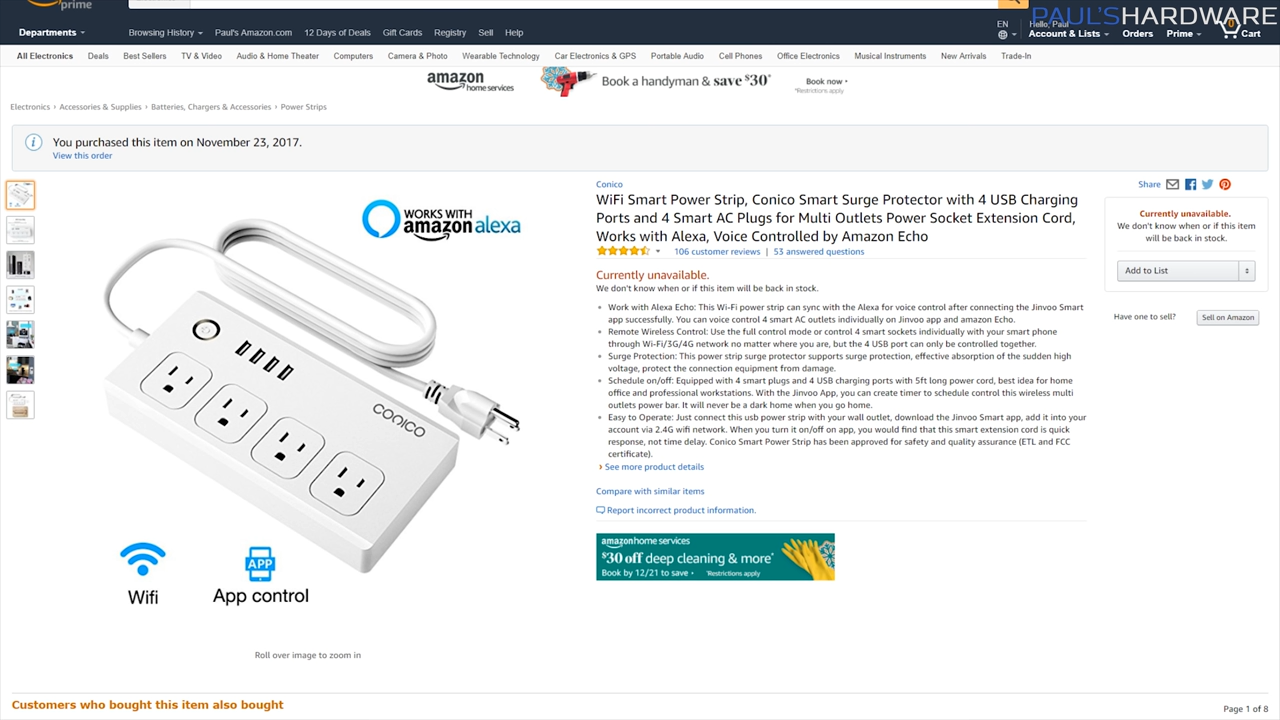 prime
PAUL'SHARDWARE
Departments
Browsing History
Paul's Amazon.com
12 Days of Deals
Gift Cards
Registry
Sell
Help
EN
Hello, Paul
Account & Lists
Orders
Prime
0
Cart
All Electronics
Deals
Best Sellers
TV & Video
Audio & Home Theater
Computers
Camera & Photo
Wearable Technology
Car Electronics & GPS
Portable Audio
Cell Phones
Office Electronics
Musical Instruments
New Arrivals
Trade-In
amazon
home services
Book a handyman & save $30*
Book now
*Restrictions apply
Electronics › Accessories & Supplies › Batteries, Chargers & Accessories › Power Strips
You purchased this item on November 23, 2017.
View this order
WORKS WITH
amazon alexa
conico
Wifi
APP
App control
Roll over image to zoom in
Conico
WiFi Smart Power Strip, Conico Smart Surge Protector with 4 USB Charging
Ports and 4 Smart AC Plugs for Multi Outlets Power Socket Extension Cord,
Works with Alexa, Voice Controlled by Amazon Echo
106 customer reviews | 53 answered questions
Currently unavailable.
We don't know when or if this item will be back in stock.
Work with Alexa Echo: This Wi-Fi power strip can sync with the Alexa for voice control after connecting the Jinvoo Smart
app successfully. You can voice control 4 smart AC outlets individually on Jinvoo app and amazon Echo.
Remote Wireless Control: Use the full control mode or control 4 smart sockets individually with your smart phone
through Wi-Fi/3G/4G network no matter where you are, but the 4 USB port can only be controlled together.
Surge Protection: This power strip surge protector supports surge protection, effective absorption of the sudden high
voltage, protect the connection equipment from damage.
Schedule on/off: Equipped with 4 smart plugs and 4 USB charging ports with 5ft long power cord, best idea for home
office and professional workstations. With the Jinvoo App, you can create timer to schedule control this wireless multi
outlets power bar. It will never be a dark home when you go home.
Easy to Operate: Just connect this usb power strip with your wall outlet, download the Jinvoo Smart app, add it into your
account via 2.4G wifi network. When you turn it on/off on app, you would find that this smart extension cord is quick
response, not time delay. Conico Smart Power Strip has been approved for safety and quality assurance (ETL and FCC
certificate).
› See more product details
Compare with similar items
Report incorrect product information.
amazonhome services
$30 off deep cleaning & more*
Book by 12/21 to save • *Restrictions apply
Share
Currently unavailable.
We don't know when or if this item
will be back in stock.
Add to List
Have one to sell?
Sell on Amazon
Customers who bought this item also bought
Page 1 of 8